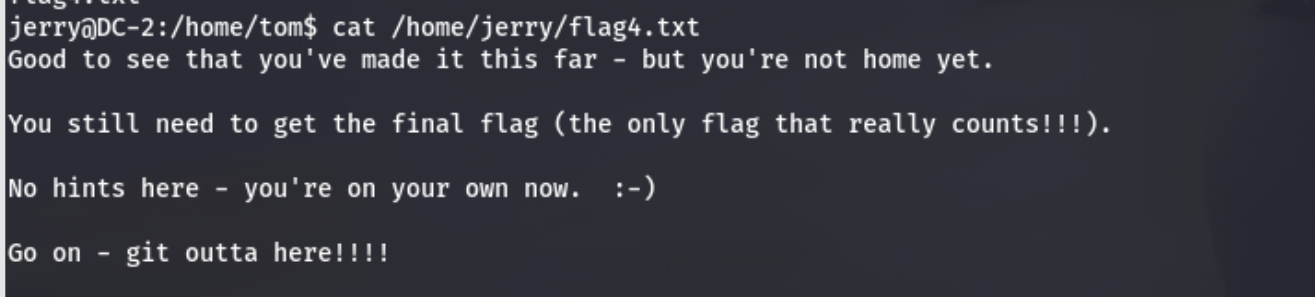 flag4.txt
jerry@DC-2:/home/tom$ cat /home/jerry/flag4.txt
Good to see that you've made it this far - but you're not home yet.
You still need to get the final flag (the only flag that really counts!!!).
No hints here - you're on your own now.  :-)
Go on - git outta here!!!!